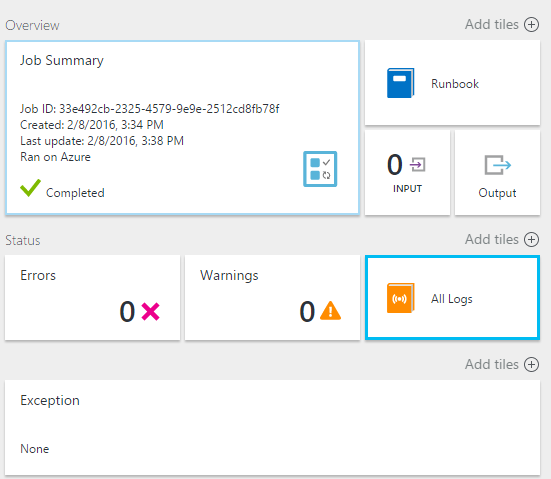 Overview
Add tiles
Job Summary
Job ID: 33e492cb-2325-4579-9e9e-2512cd8fb78f
Created: 2/8/2016, 3:34 PM
Last update: 2/8/2016, 3:38 PM
Ran on Azure
Completed
Runbook
0
INPUT
Output
Status
Add tiles
Errors
0
Warnings
0
All Logs
Add tiles
Exception
None